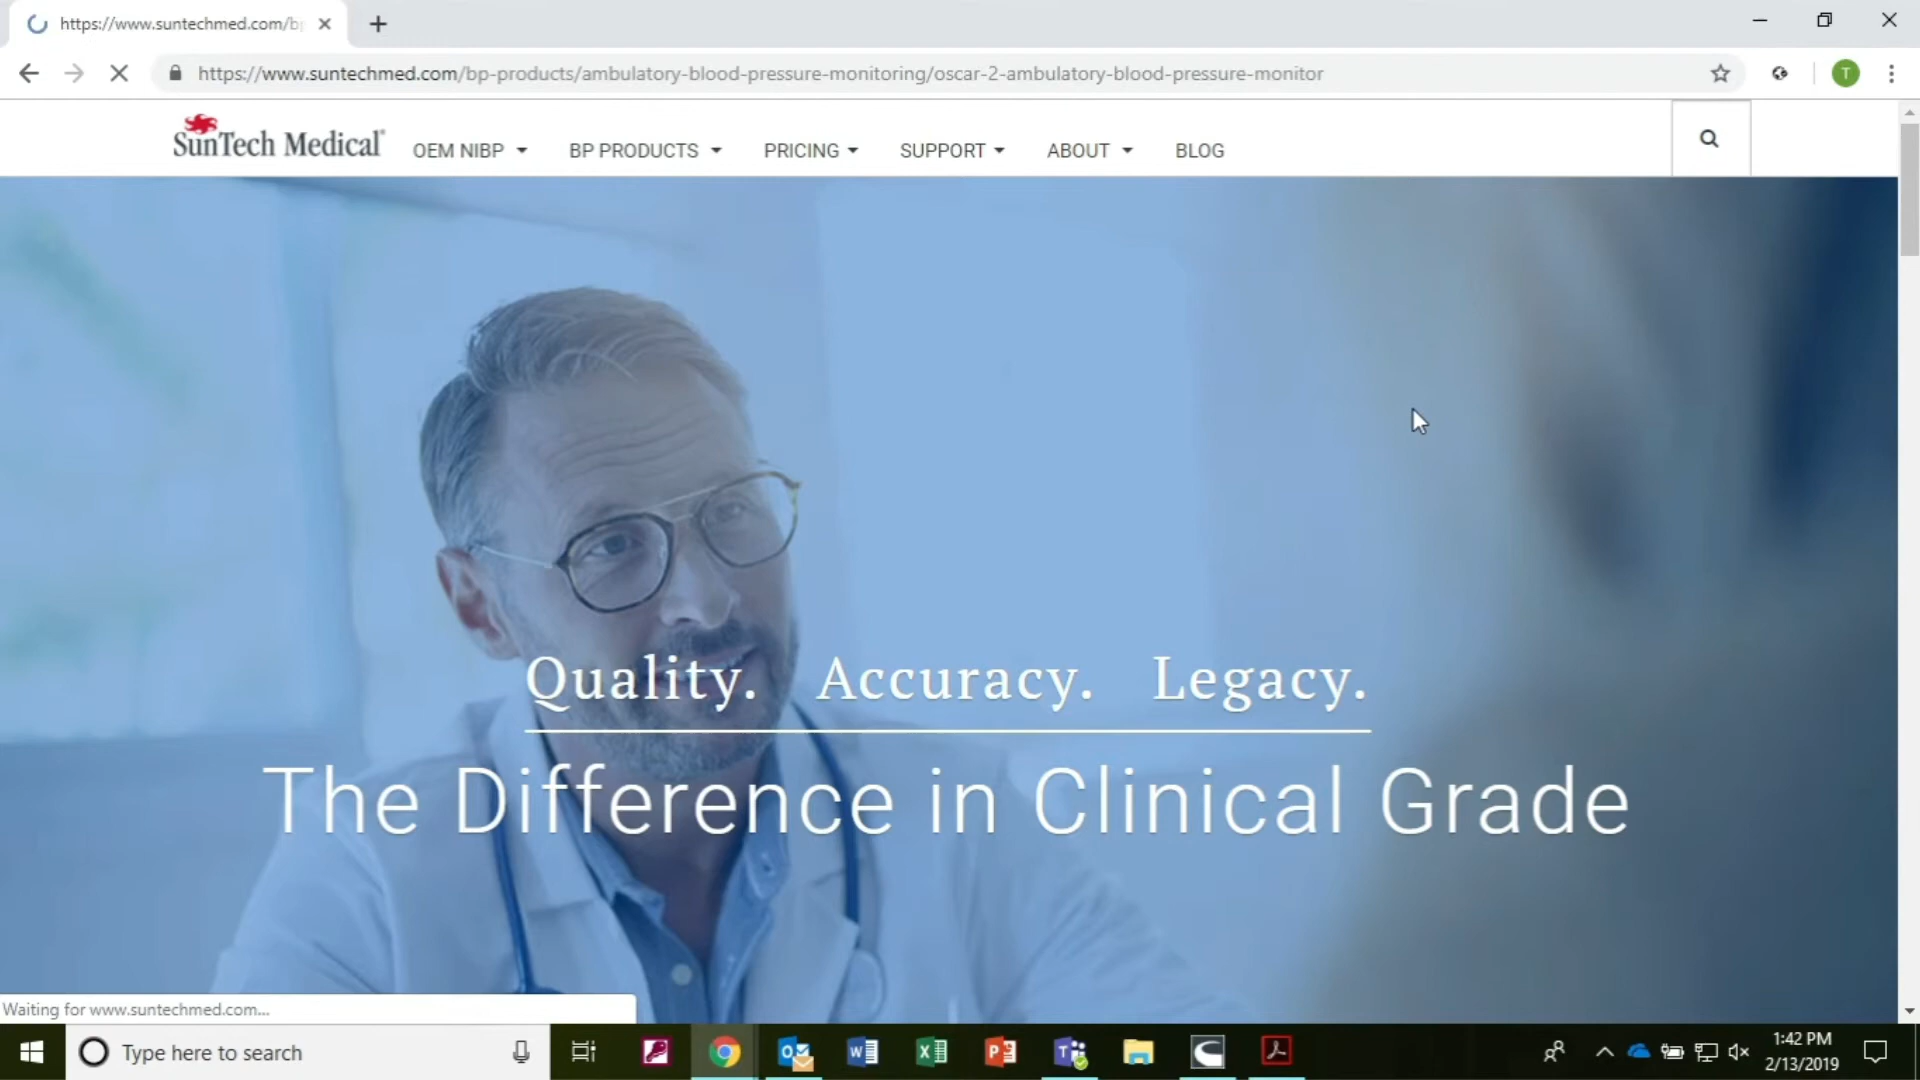 https://www.suntechmed.com/bp
https://www.suntechmed.com/bp-products/ambulatory-blood-pressure-monitoring/oscar-2-ambulatory-blood-pressure-monitor
T
SunTech Medical®
OEM NIBP
BP PRODUCTS
PRICING
SUPPORT
ABOUT
BLOG
Quality. Accuracy. Legacy.
The Difference in Clinical Grade
Waiting for www.suntechmed.com...
Type here to search
1:42 PM
2/13/2019